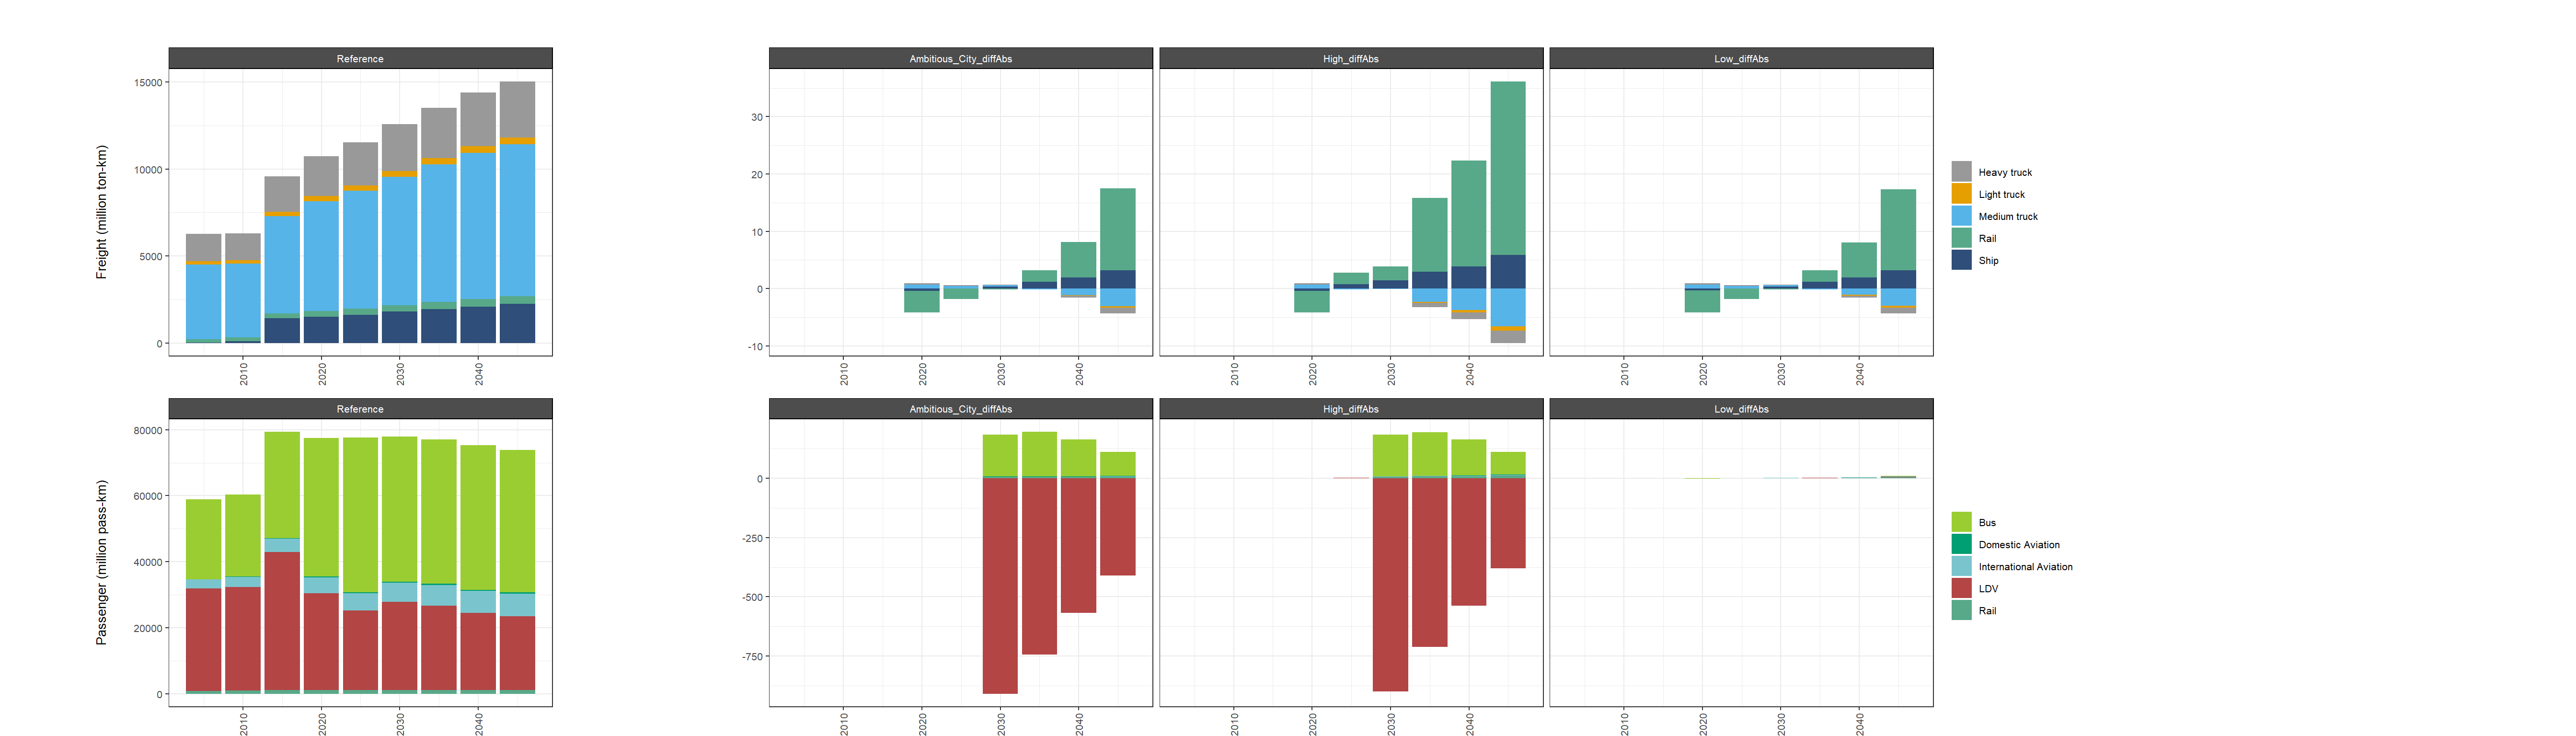 Reference
Ambitious_City_diffAbs
High_diffAbs
Low_diffAbs
Freight (million ton-km)
15000
10000
5000
0
30
20
10
0
-10
2010
2020
2030
2040
2010
2020
2030
2040
2010
2020
2030
2040
2010
2020
2030
2040
Heavy truck
Light truck
Medium truck
Rail
Ship
Reference
Ambitious_City_diffAbs
High_diffAbs
Low_diffAbs
Passenger (million pass-km)
80000
60000
40000
20000
0
0
-250
-500
-750
2010
2020
2030
2040
2010
2020
2030
2040
2010
2020
2030
2040
2010
2020
2030
2040
Bus
Domestic Aviation
International Aviation
LDV
Rail